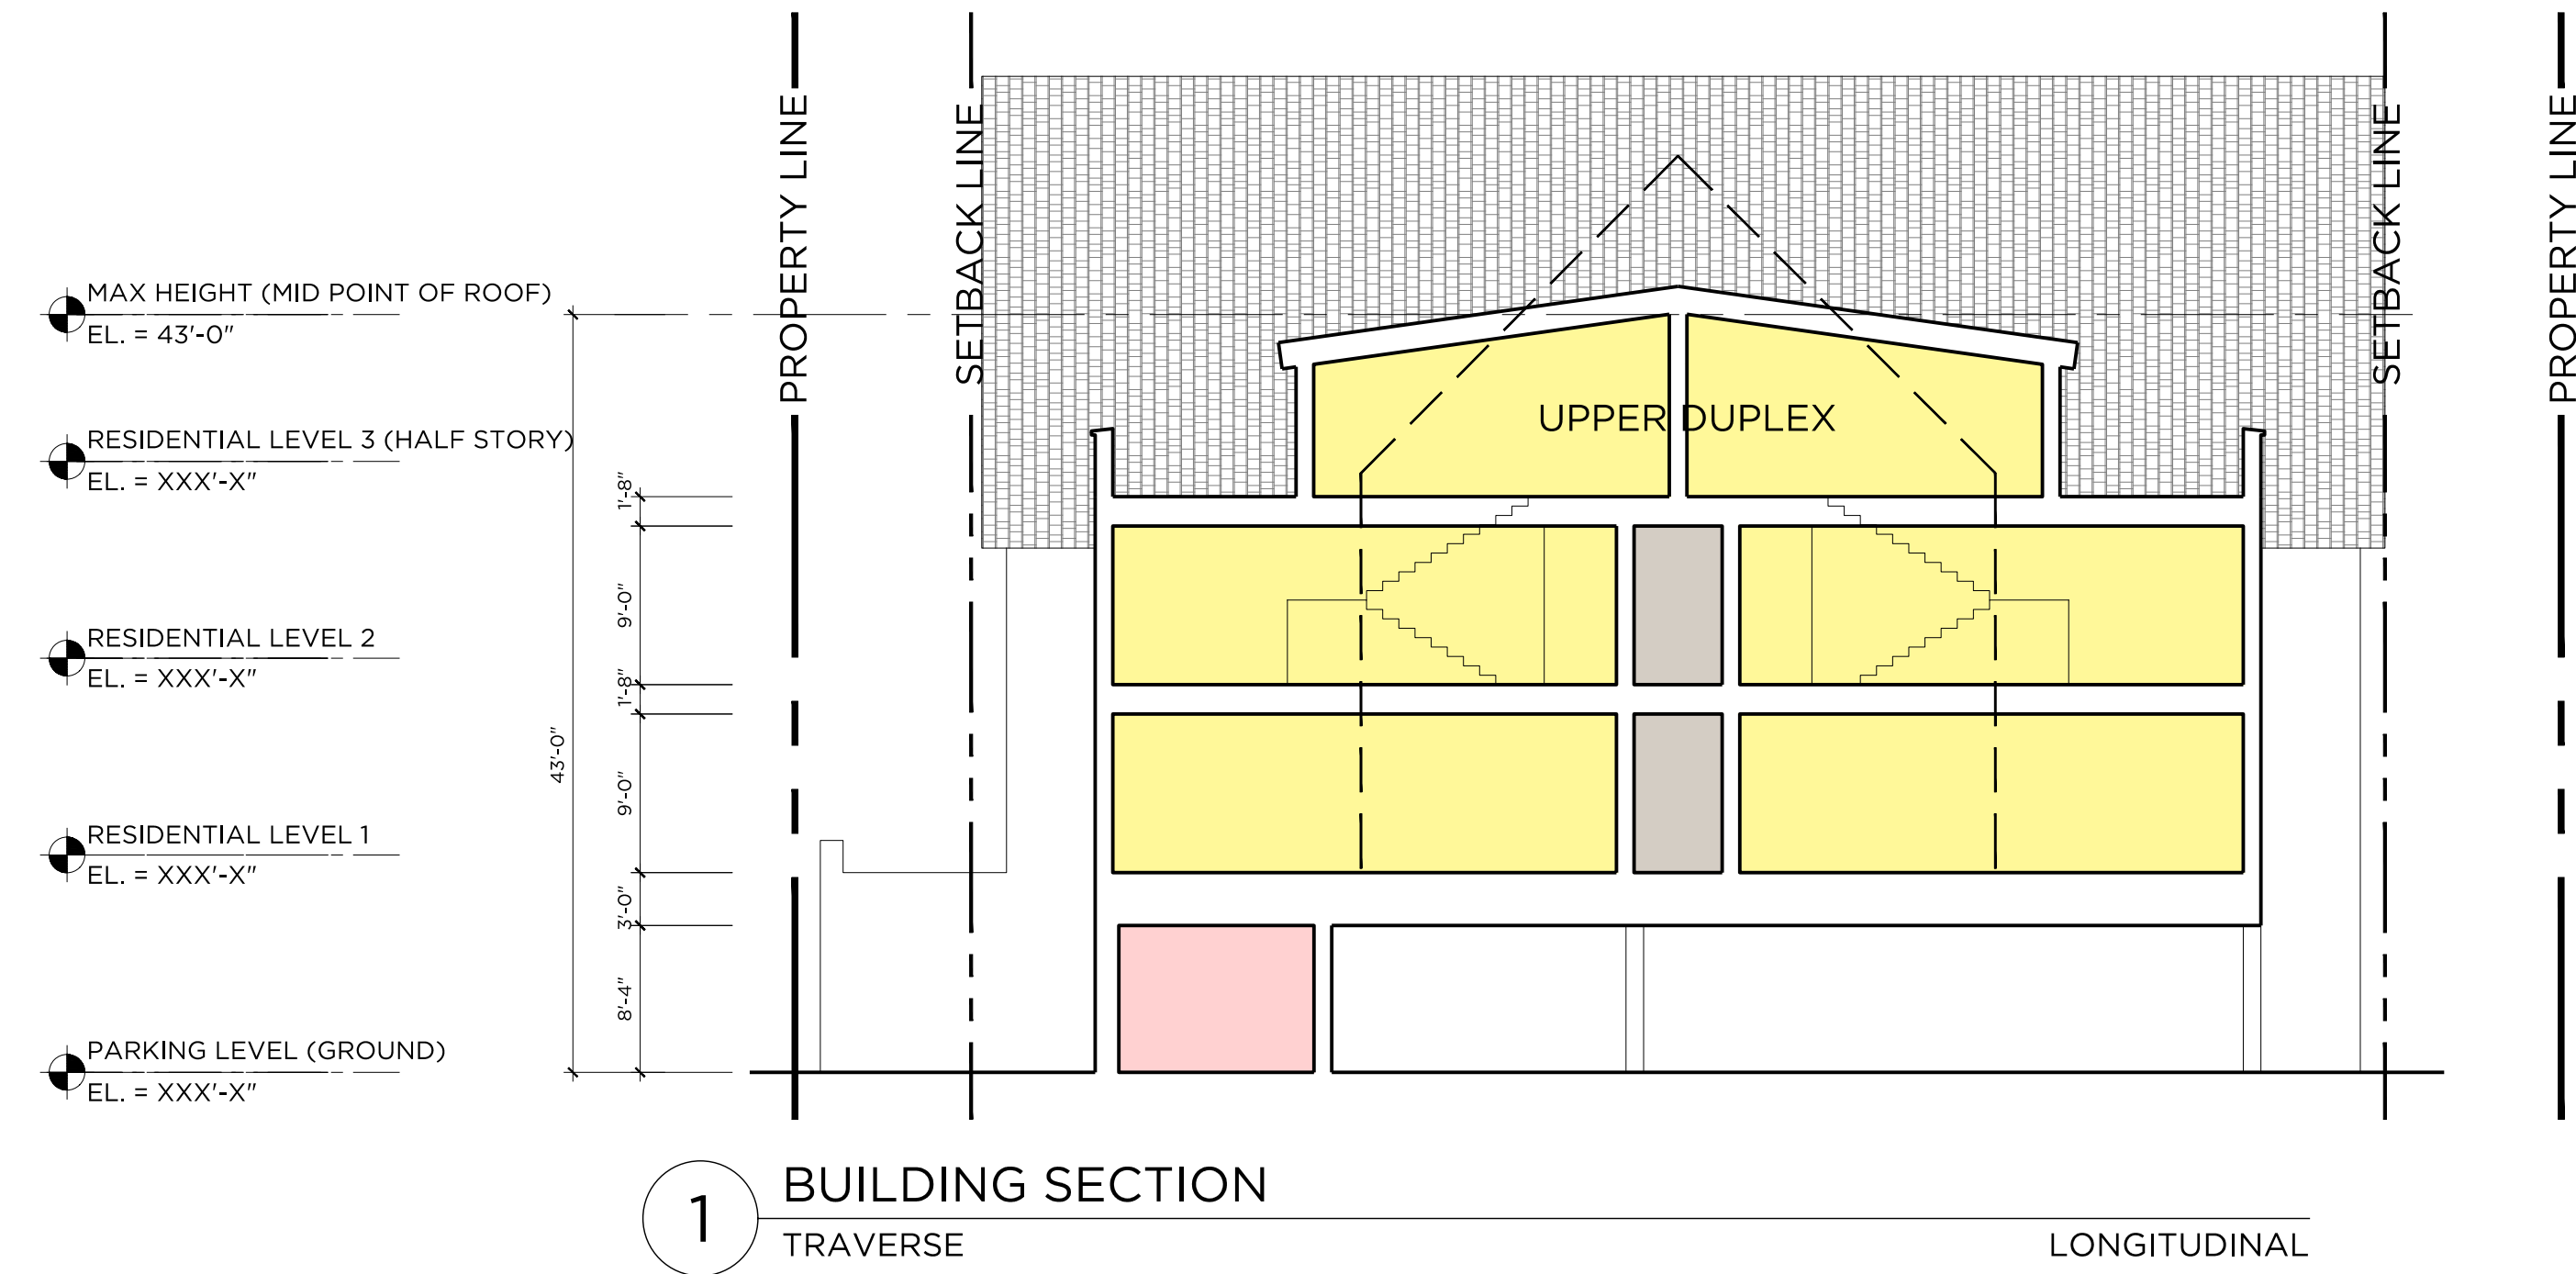 MAX HEIGHT (MID POINT OF ROOF)
EL. = 43'-0"
RESIDENTIAL LEVEL 3 (HALF STORY)
EL. = XXX'-X"
RESIDENTIAL LEVEL 2
EL. = XXX'-X"
RESIDENTIAL LEVEL 1
EL. = XXX'-X"
PARKING LEVEL (GROUND)
EL. = XXX'-X"
43'-0"
1'-8"
9'-0"
1'-8"
9'-0"
3'-0"
8'-4"
PROPERTY LINE
SETBACK LINE
UPPER DUPLEX
SETBACK LINE
PROPERTY LINE
1
BUILDING SECTION
TRAVERSE
LONGITUDINAL